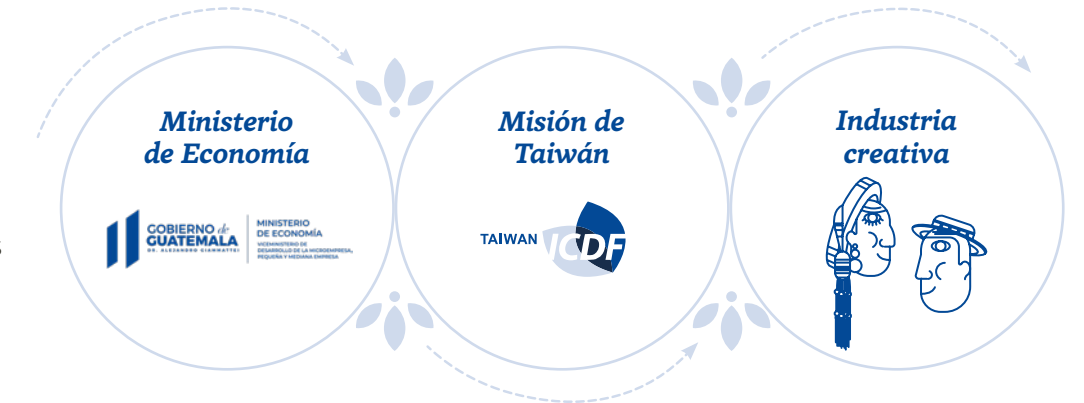 Ministerio
de Economía
GOBIERNO de
GUATEMALA
DR. ALEJANDRO GIAMMATTEI
MINISTERIO
DE ECONOMÍA
VICEMINISTERIO DE
DESARROLLO DE LA MICROEMPRESA,
PEQUEÑA Y MEDIANA EMPRESA
Misión de
Taiwán
TAIWAN ICDF
Industria
creativa